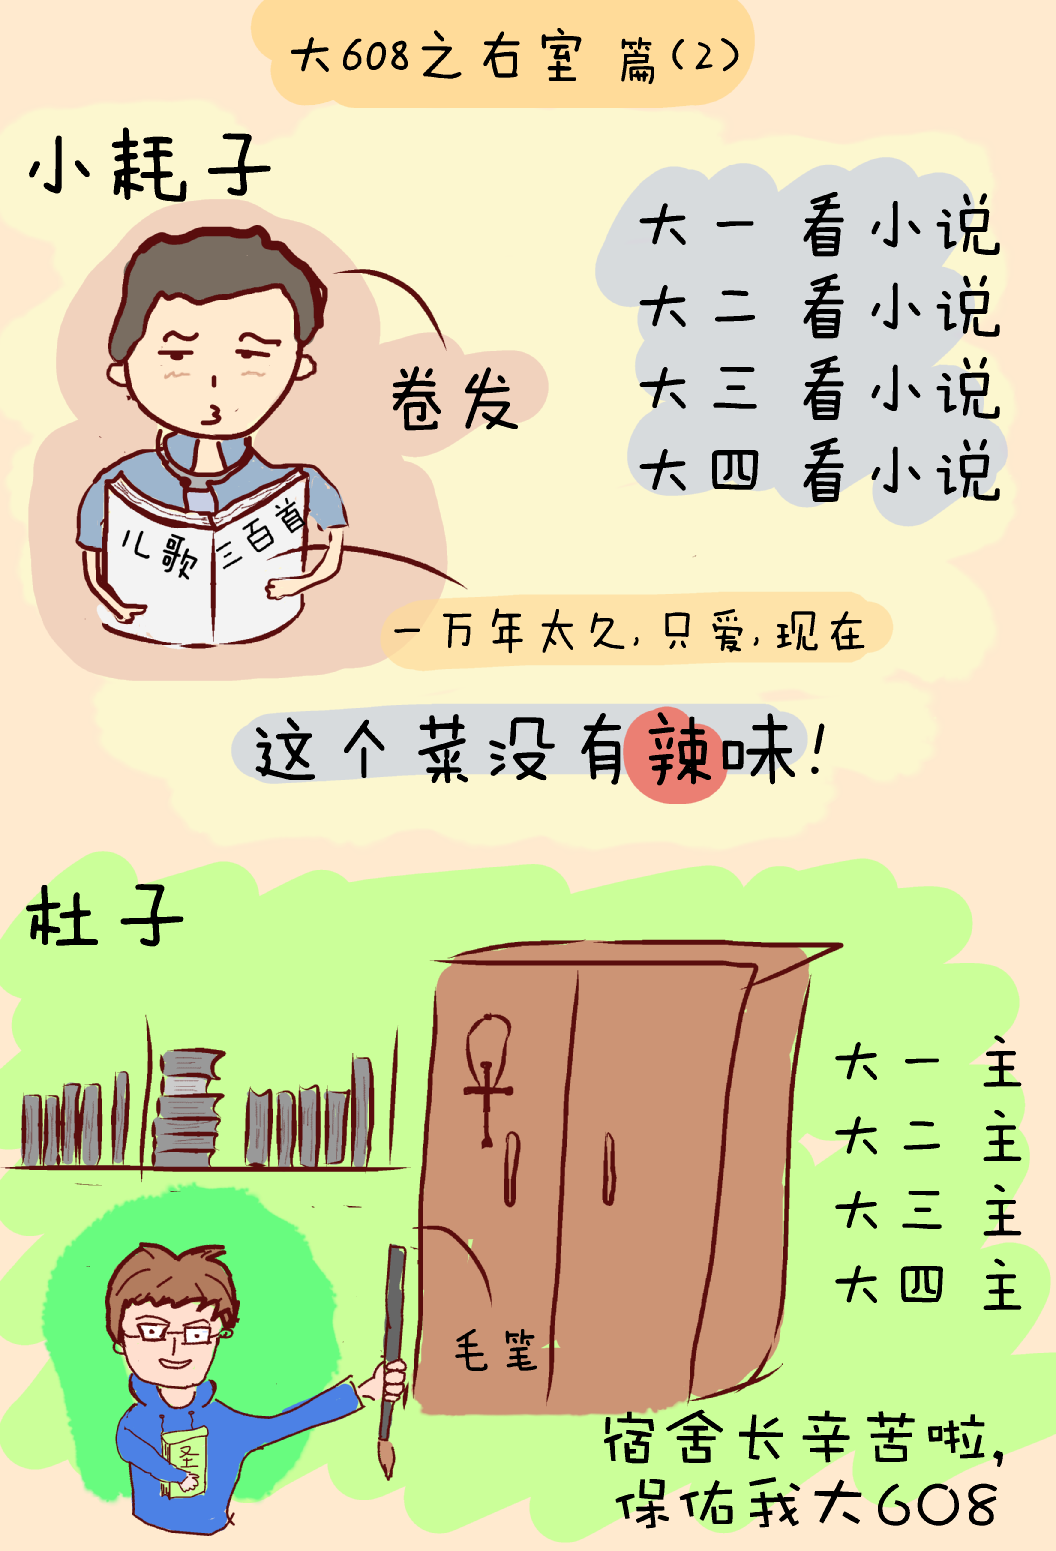 大608之右室 篇(2)
小耗子
大一 看小说
大二 看小说
大三 看小说
大四 看小说
卷发
儿歌三百首
一万年太久,只爱,现在
这个菜没有辣味!
杜子
大一 主
大二 主
大三 主
大四 主
毛笔
圣
宿舍长辛苦啦,
保佑我大608